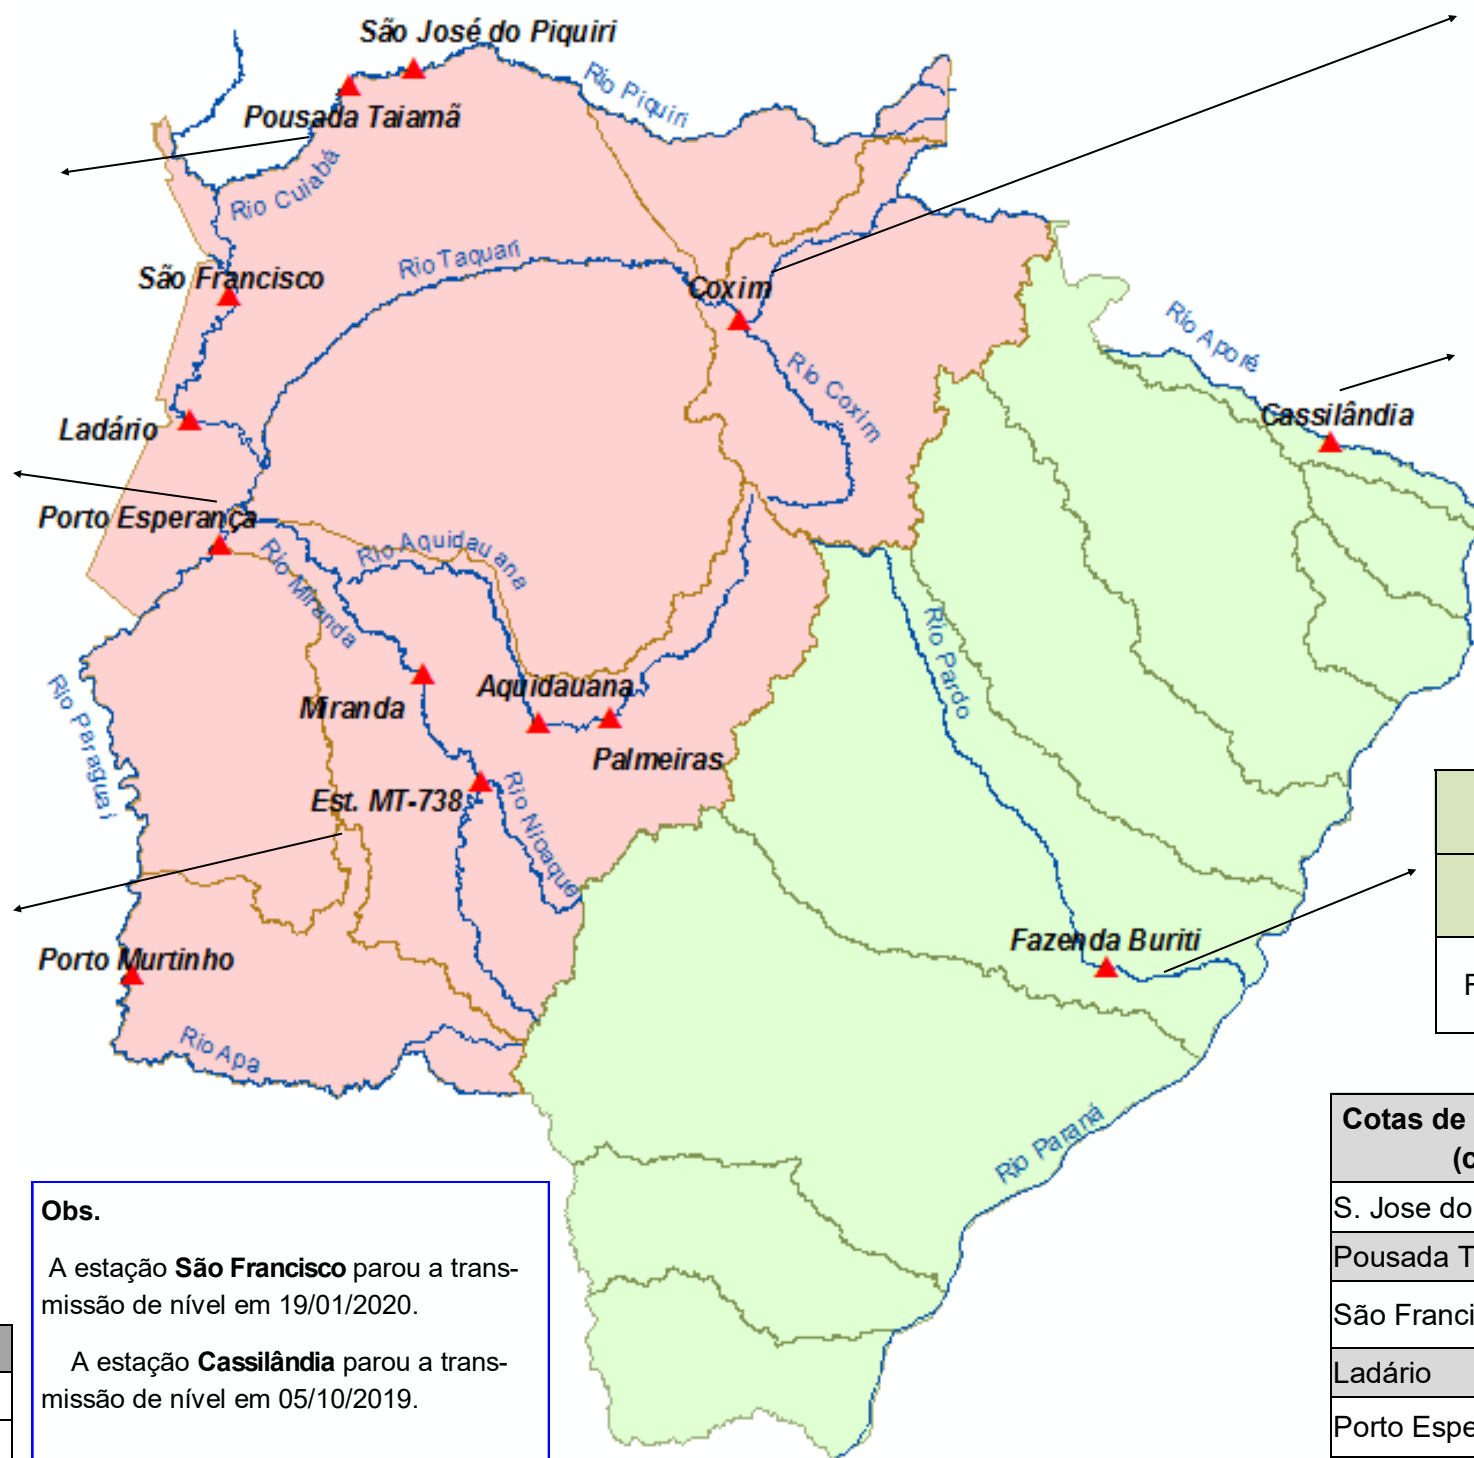 São José do Piquiri
Rio Piquiri
Pousada Taiamã
Rio Cuiabá
Rio Taquari
São Francisco
Coxim
Rio Aporé
Rio Coxim
Cassilândia
Ladário
Porto Esperança
Rio Aquidauana
Rio Miranda
Rio Pardo
Rio Paraguai
Aquidauana
Miranda
Palmeiras
Est. MT-738
Rio Nioaque
Fazenda Buriti
Porto Murtinho
Rio Apa
Rio Paraná
Cotas de
S. Jose do
Pousada T
São Franci
Ladário
Porto Espe
Obs.
A estação São Francisco parou a trans-
missão de nível em 19/01/2020.
A estação Cassilândia parou a trans-
missão de nível em 05/10/2019.